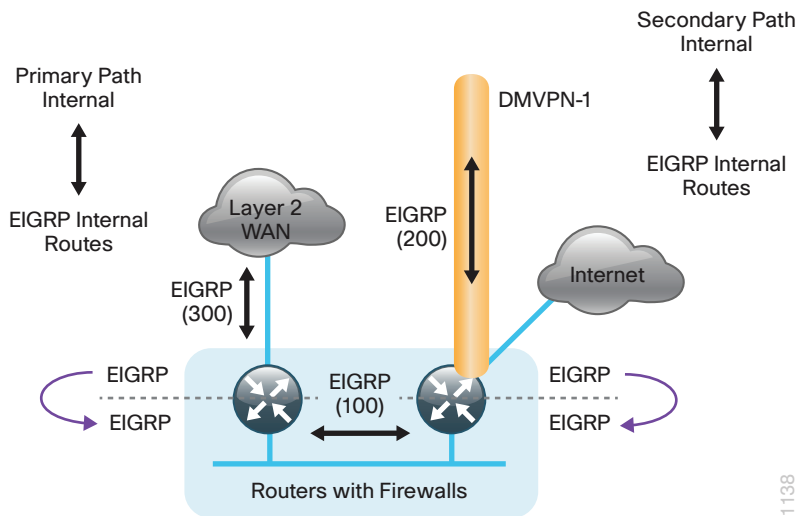 Primary Path
Internal
EIGRP Internal
Routes
Secondary Path
Internal
EIGRP Internal
Routes
DMVPN-1
Layer 2
WAN
EIGRP
(200)
Internet
EIGRP
(300)
EIGRP
EIGRP
EIGRP
(100)
EIGRP
EIGRP
Routers with Firewalls
1138